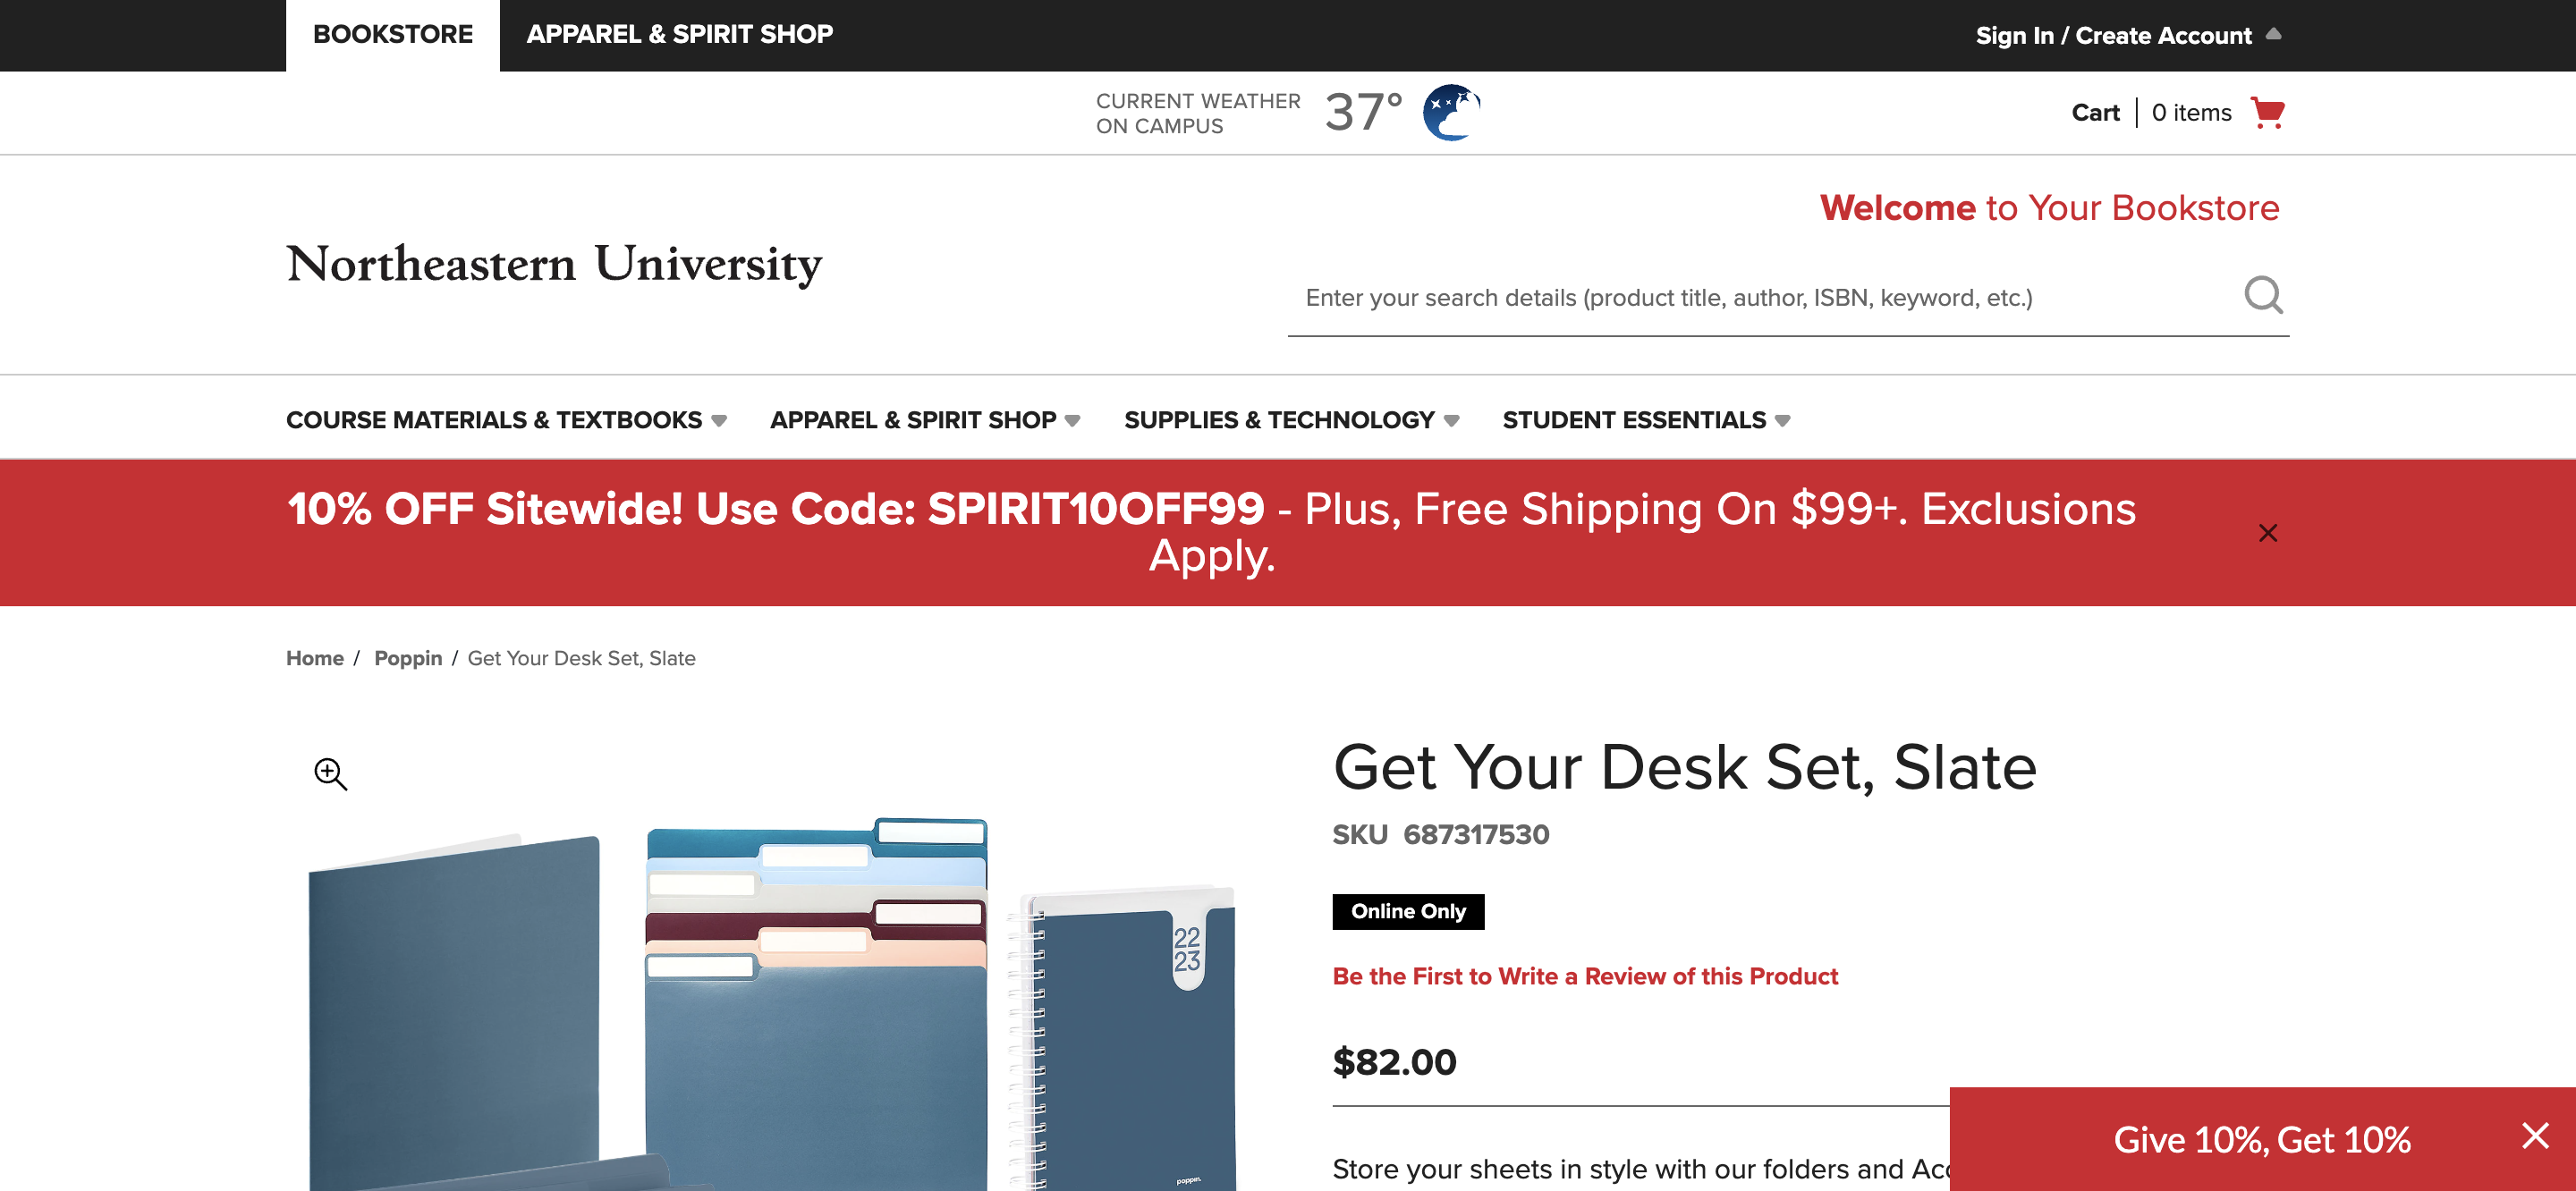 BOOKSTORE
APPAREL & SPIRIT SHOP
Sign In / Create Account
CURRENT WEATHER
ON CAMPUS
37°
Cart | 0 items
Welcome to Your Bookstore
Northeastern University
Enter your search details (product title, author, ISBN, keyword, etc.)
COURSE MATERIALS & TEXTBOOKS
APPAREL & SPIRIT SHOP
SUPPLIES & TECHNOLOGY
STUDENT ESSENTIALS
10% OFF Sitewide! Use Code: SPIRIT10OFF99 - Plus, Free Shipping On $99+. Exclusions
Apply.
Home / Poppin / Get Your Desk Set, Slate
22
23
poppin.
Get Your Desk Set, Slate
SKU 687317530
Online Only
Be the First to Write a Review of this Product
$82.00
Store your sheets in style with our folders and
Give 10%, Get 10%